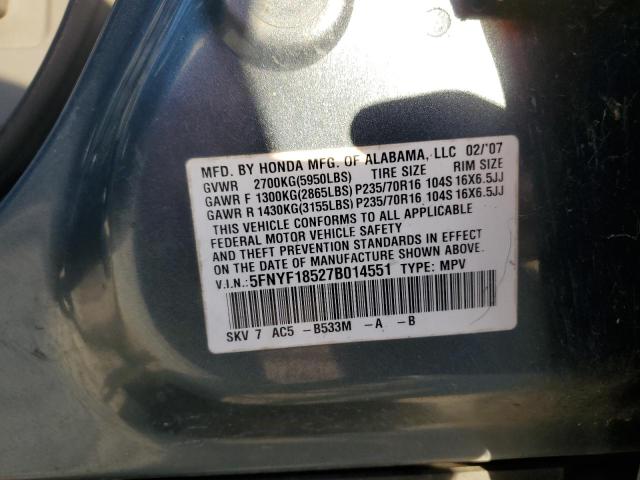 MFD. BY HONDA MFG. OF ALABAMA, LLC 02/'07
GVWR 2700KG(5950LBS) TIRE SIZE RIM SIZE
GAWR F 1300KG(2865LBS) P235/70R16 104S 16X6.5JJ
GAWR R 1430KG(3155LBS) P235/70R16 104S 16X6.5JJ
THIS VEHICLE CONFORMS TO ALL APPLICABLE
FEDERAL MOTOR VEHICLE SAFETY
AND THEFT PREVENTION STANDARDS IN EFFECT
ON THE DATE OF MANUFACTURE SHOWN ABOVE.
V.I.N.: 5FNYF18527B014551 TYPE: MPV
SKV 7 AC5 -B533M -A -B